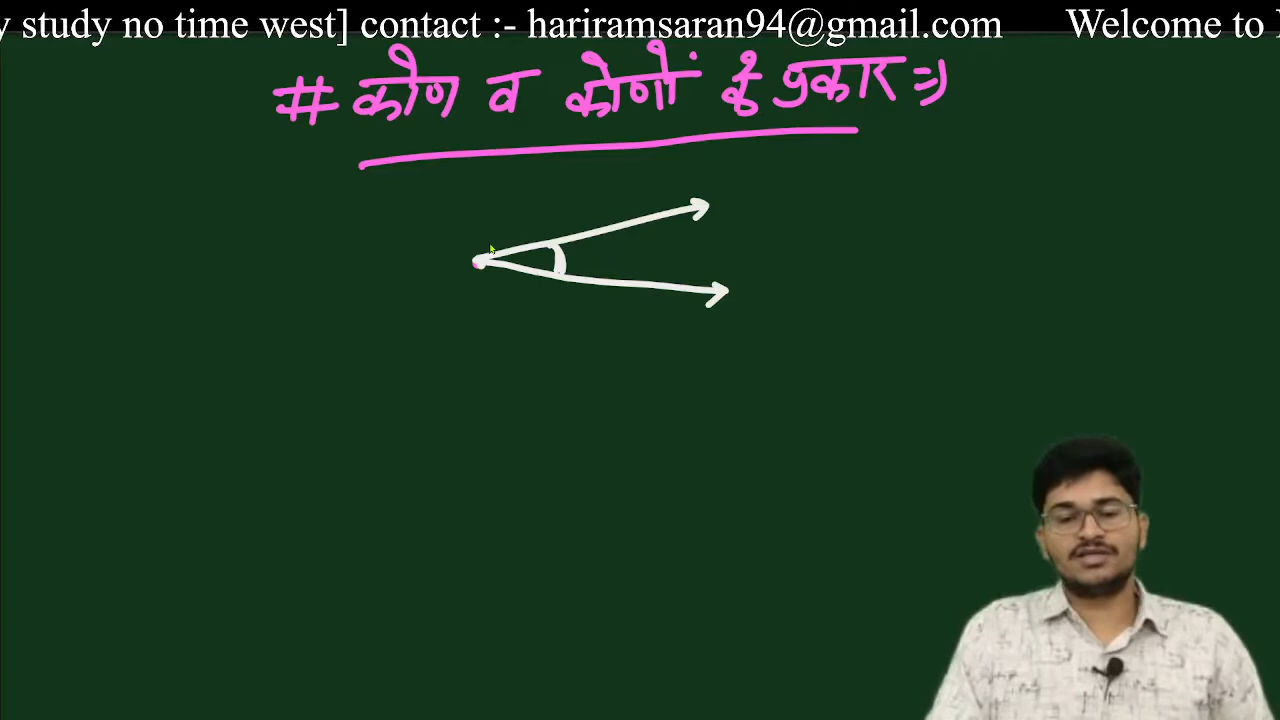 y study no time west] contact :- hariramsaran94@gmail.com Welcome to
# कोण व कोणों के प्रकार =>